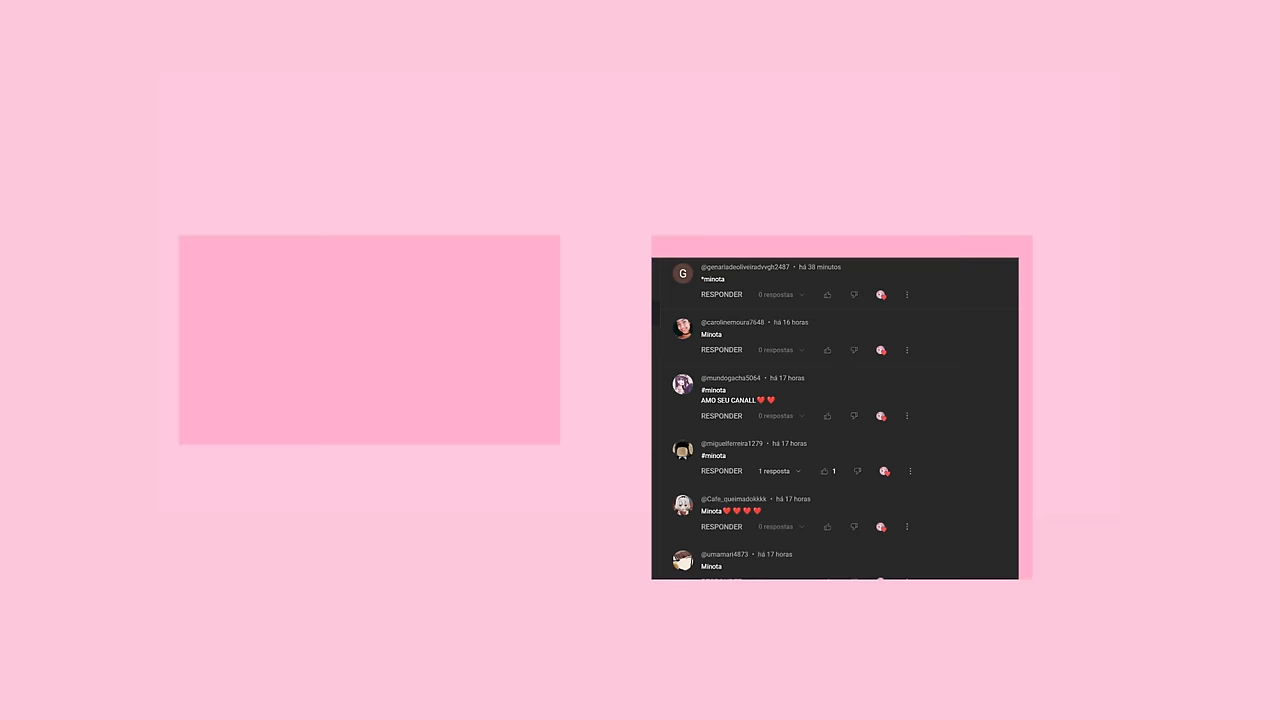 G
@genariadeoliveiradvvgh2487 • há 38 minutos
*minota
RESPONDER 0 respostas
@carolinemoura7648 • há 16 horas
Minota
RESPONDER 0 respostas
@mundogacha5064 • há 17 horas
#minota
AMO SEU CANALL❤️❤️
RESPONDER 0 respostas
@miguelferreira1279 • há 17 horas
#minota
RESPONDER 1 resposta 1
@Cafe_queimadokkkk • há 17 horas
Minota❤️❤️❤️❤️
RESPONDER 0 respostas
@umamari4873 • há 17 horas
Minota